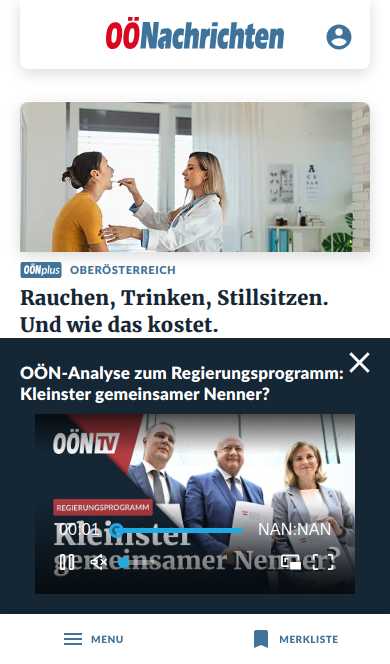 OÖNachrichten
OÖNplus OBERÖSTERREICH
Rauchen, Trinken, Stillsitzen.
Und wie das kostet.
OÖN-Analyse zum Regierungsprogramm:
Kleinster gemeinsamer Nenner?
OÖN TV
REGIERUNGSPROGRAMM
Kleinster
00:01 NAN:NAN
gemeinsamer Nenner?
MENU MERKLISTE